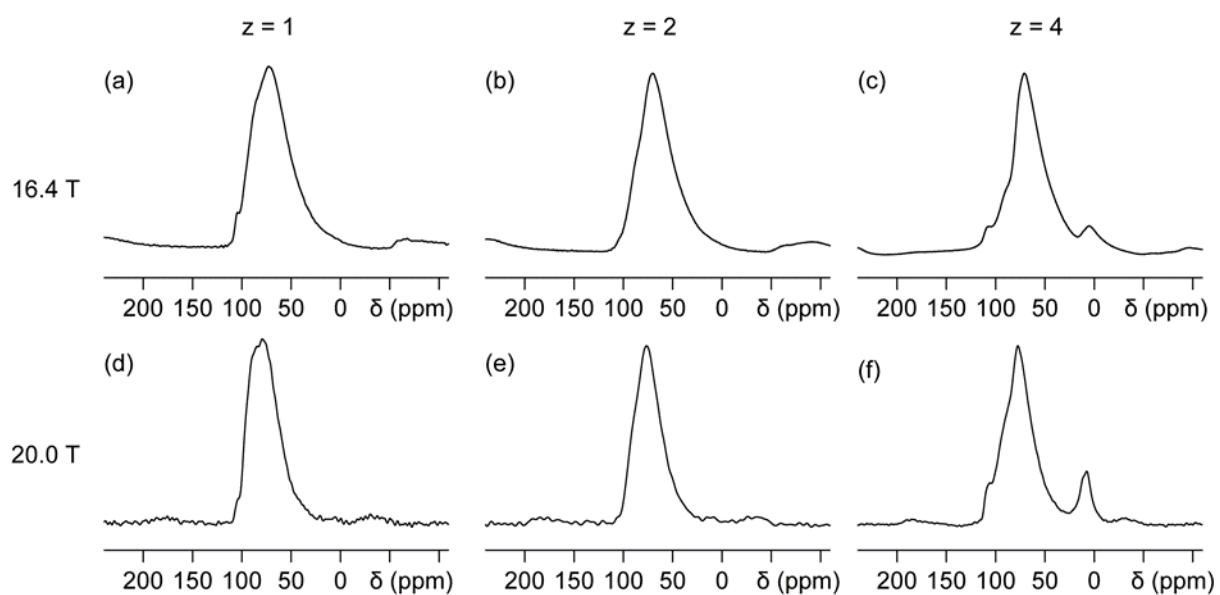 z = 1 z = 2 z = 4
(a) (b) (c)
16.4 T
200 150 100 50 0 δ (ppm) 200 150 100 50 0 δ (ppm) 200 150 100 50 0 δ (ppm)
(d) (e) (f)
20.0 T
200 150 100 50 0 δ (ppm) 200 150 100 50 0 δ (ppm) 200 150 100 50 0 δ (ppm)